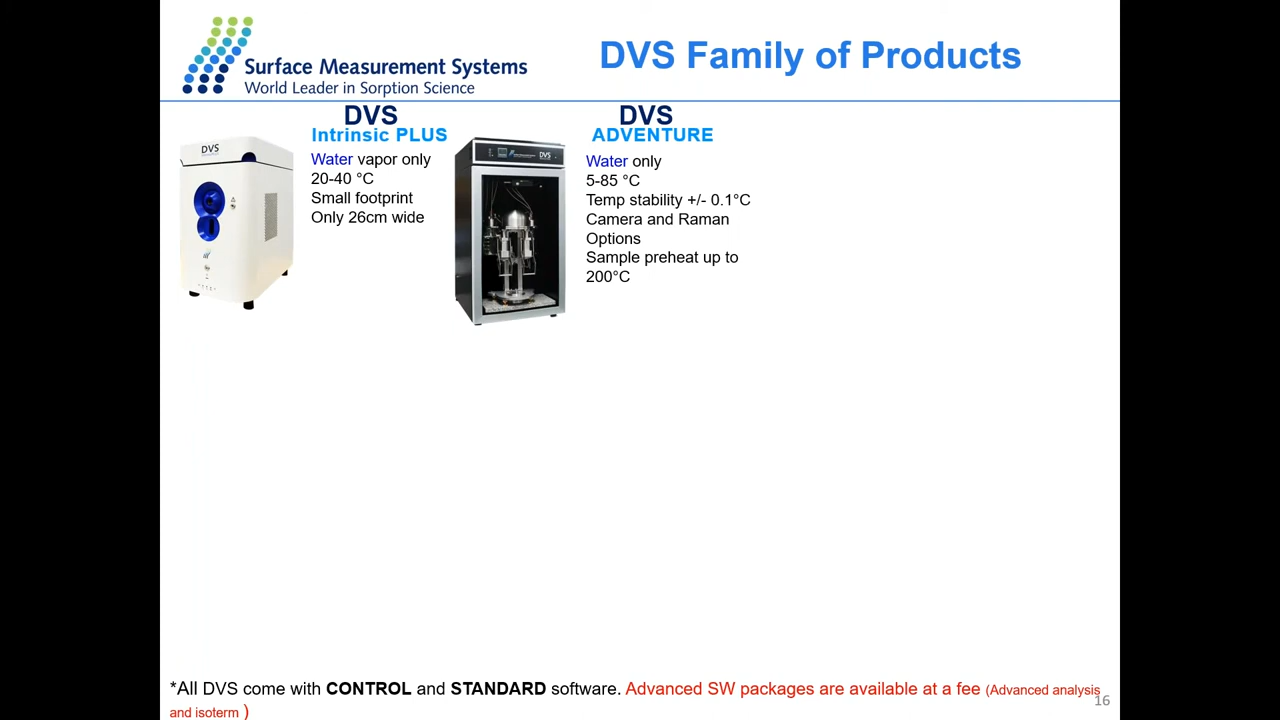 Surface Measurement Systems
World Leader in Sorption Science
DVS Family of Products
DVS
Intrinsic PLUS
Water vapor only
20-40 °C
Small footprint
Only 26cm wide
DVS
DVS
ADVENTURE
Water only
5-85 °C
Temp stability +/- 0.1°C
Camera and Raman
Options
Sample preheat up to
200°C
DVS
*All DVS come with CONTROL and STANDARD software. Advanced SW packages are available at a fee (Advanced analysis
and isoterm )
16